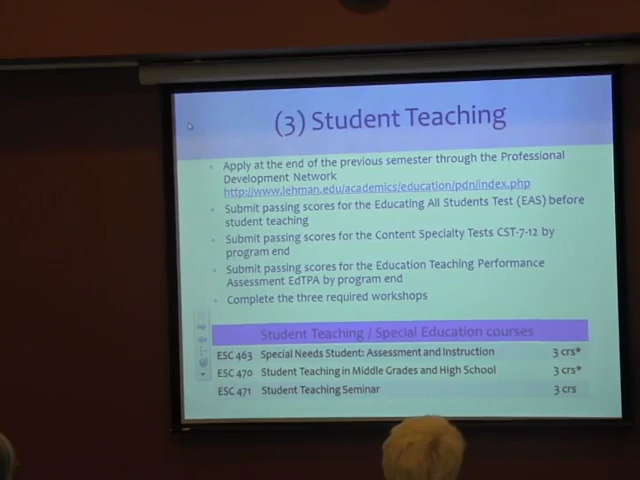 (3) Student Teaching
Apply at the end of the previous semester through the Professional
Development Network
http://www.lehman.edu/academics/education/pdn/index.php
Submit passing scores for the Educating All Students Test (EAS) before
student teaching
Submit passing scores for the Content Specialty Tests CST-7-12 by
program end
Submit passing scores for the Education Teaching Performance
Assessment EdTPA by program end
Complete the three required workshops
Student Teaching / Special Education courses
ESC 463 Special Needs Student: Assessment and Instruction 3 crs*
ESC 470 Student Teaching in Middle Grades and High School 3 crs*
ESC 471 Student Teaching Seminar 3 crs